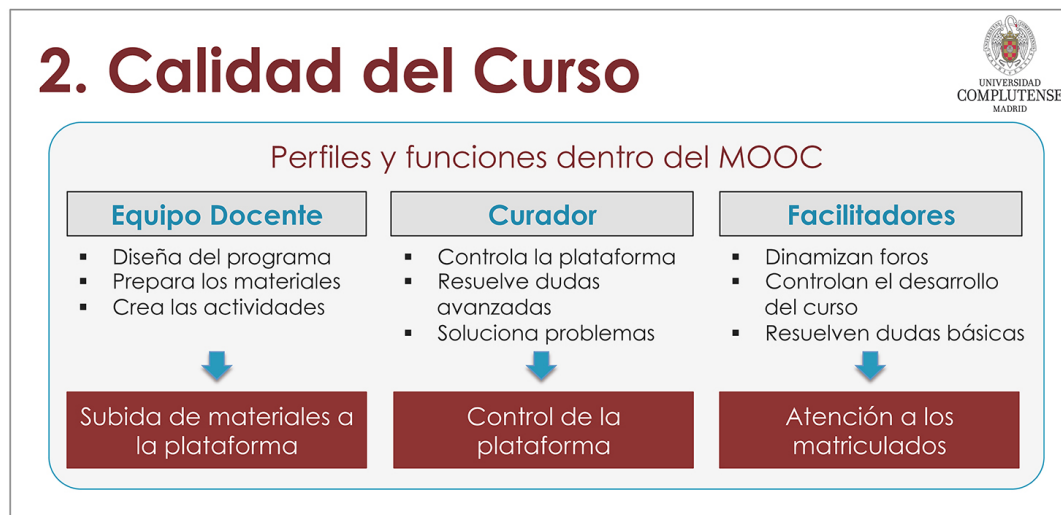 2. Calidad del Curso
UNIVERSIDAD
COMPLUTENSE
MADRID
Perfiles y funciones dentro del MOOC
Equipo Docente
▪ Diseña del programa
▪ Prepara los materiales
▪ Crea las actividades
Subida de materiales a
la plataforma
Curador
▪ Controla la plataforma
▪ Resuelve dudas
avanzadas
▪ Soluciona problemas
Control de la
plataforma
Facilitadores
▪ Dinamizan foros
▪ Controlan el desarrollo
del curso
▪ Resuelven dudas básicas
Atención a los
matriculados